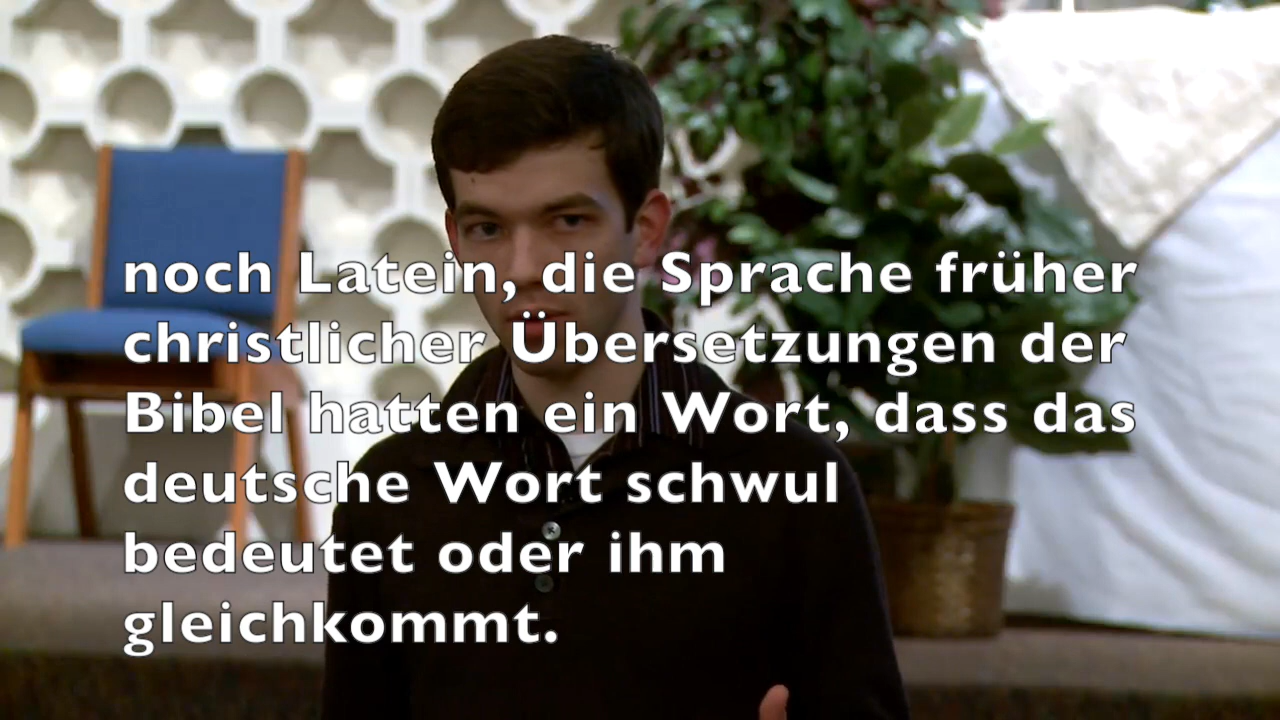 noch Latein, die Sprache früher
christlicher Übersetzungen der
Bibel hatten ein Wort, dass das
deutsche Wort schwul
bedeutet oder ihm
gleichkommt.